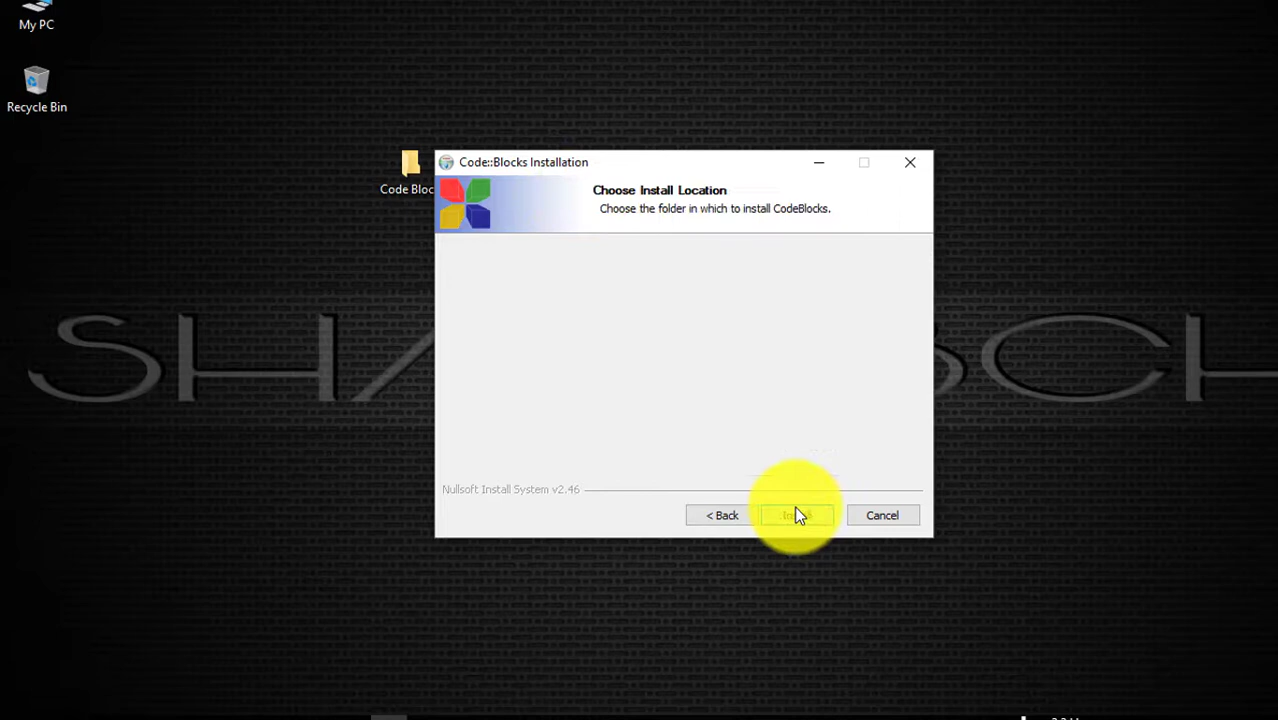 My PC
Recycle Bin
Code Bloc
Code::Blocks Installation
Choose Install Location
Choose the folder in which to install CodeBlocks.
Nullsoft Install System v2.46
< Back
Cancel